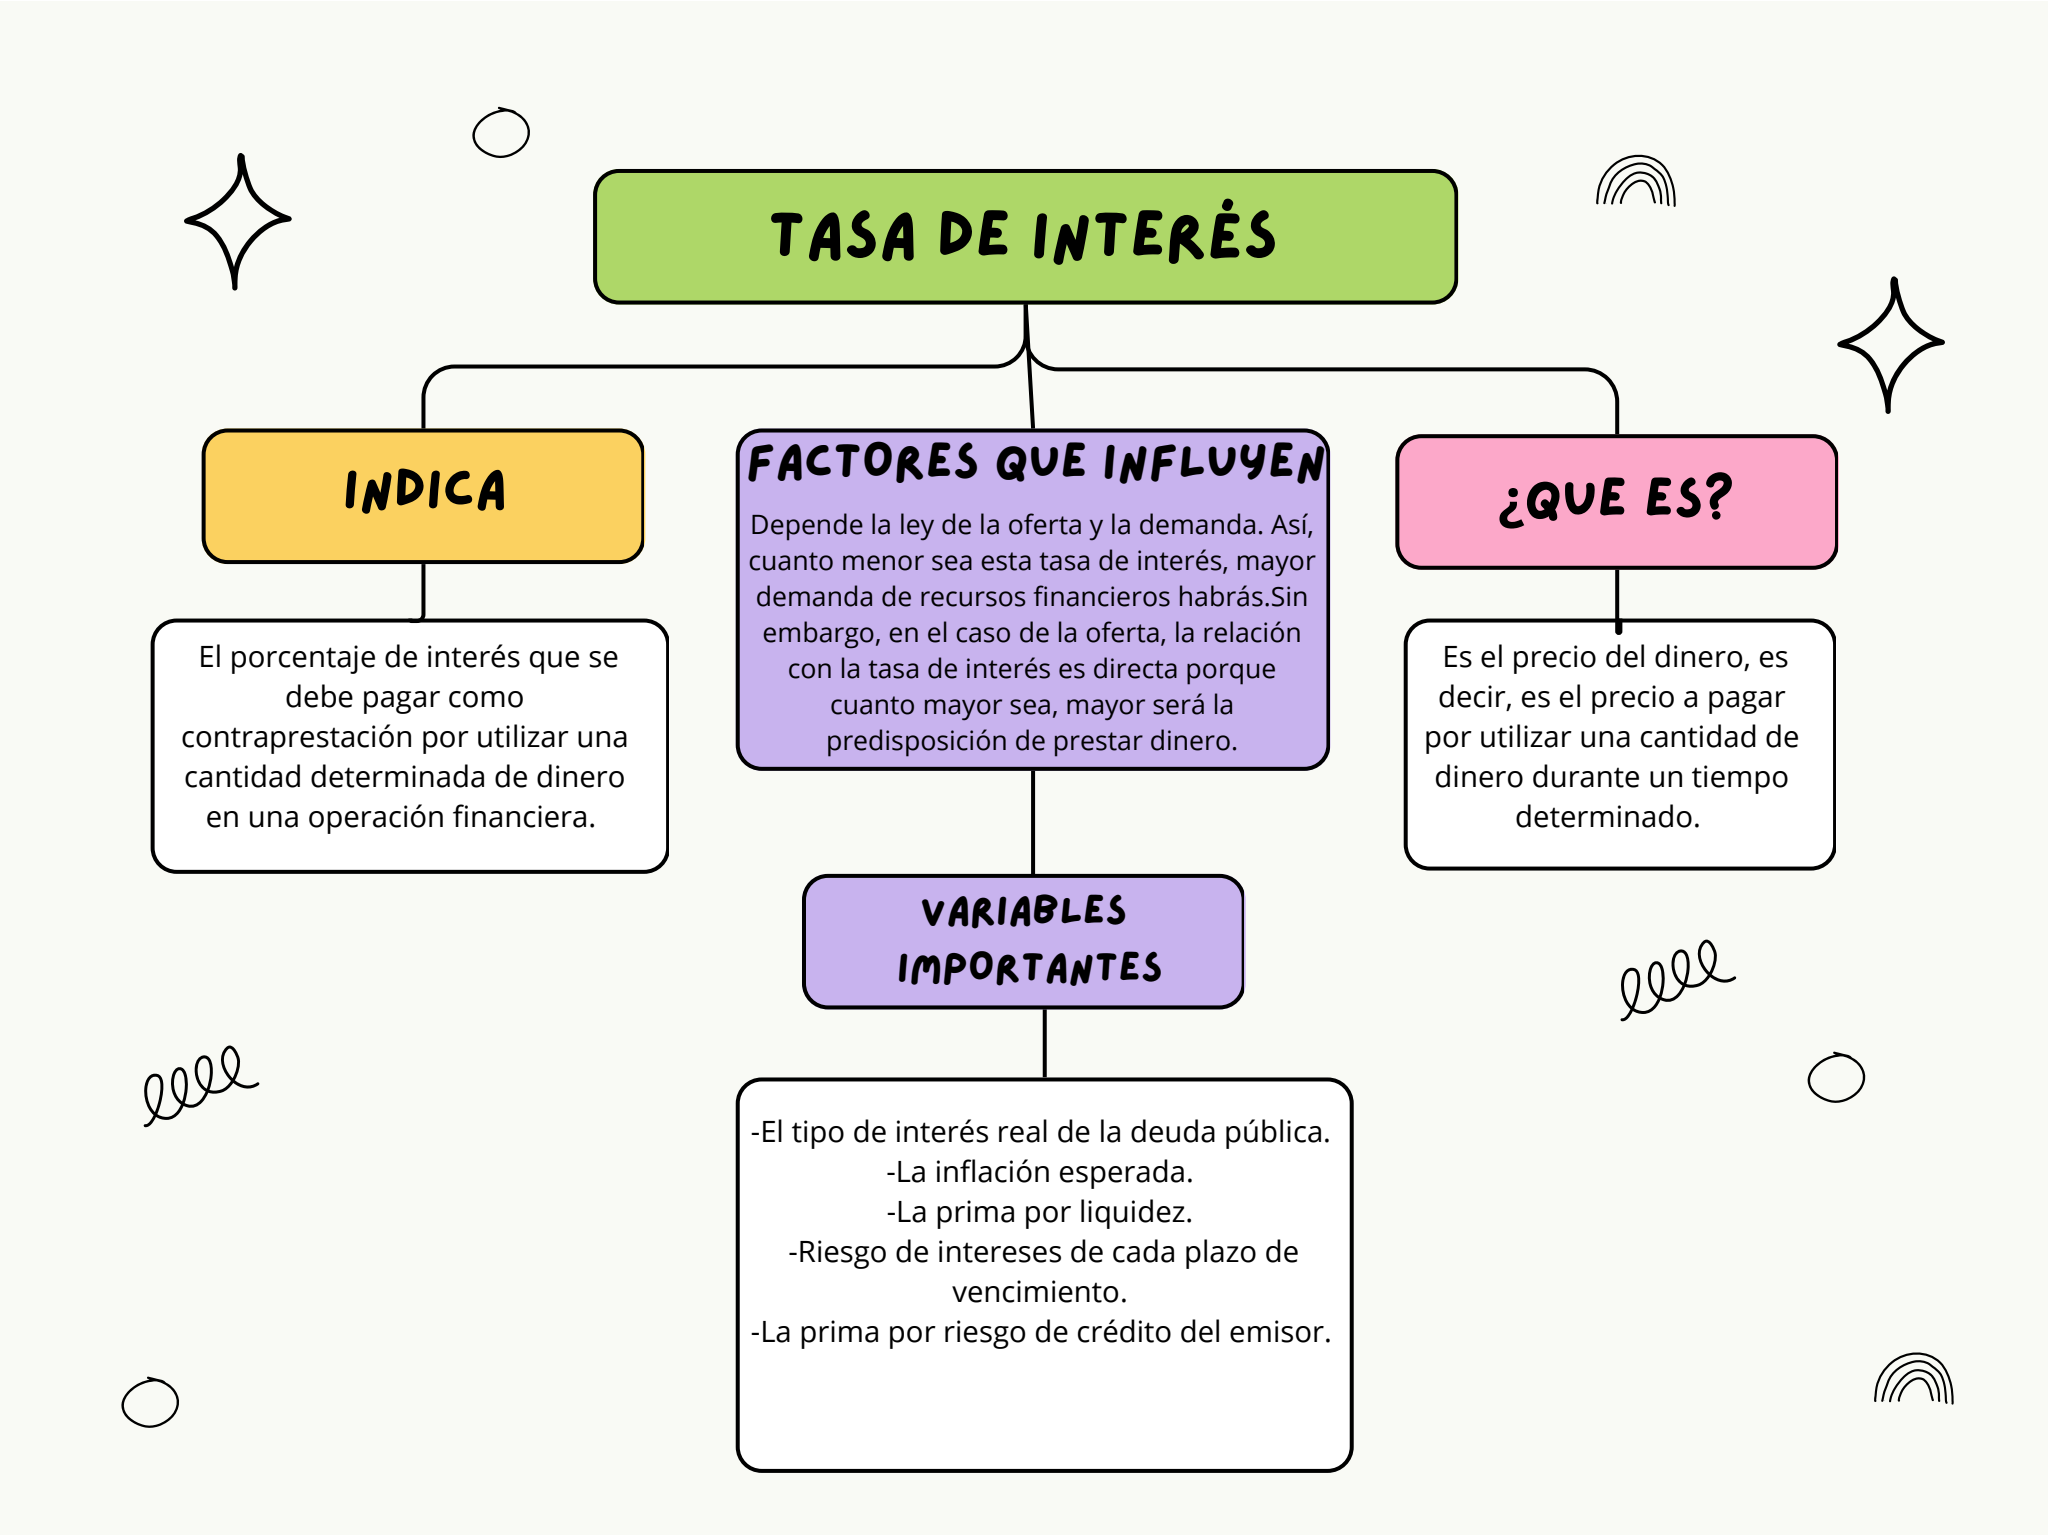 TASA DE INTERÉS
INDICA
El porcentaje de interés que se
debe pagar como
contraprestación por utilizar una
cantidad determinada de dinero
en una operación financiera.
FACTORES QUE INFLUYEN
Depende la ley de la oferta y la demanda. Así,
cuanto menor sea esta tasa de interés, mayor
demanda de recursos financieros habrás.Sin
embargo, en el caso de la oferta, la relación
con la tasa de interés es directa porque
cuanto mayor sea, mayor será la
predisposición de prestar dinero.
VARIABLES
IMPORTANTES
-El tipo de interés real de la deuda pública.
-La inflación esperada.
-La prima por liquidez.
-Riesgo de intereses de cada plazo de
vencimiento.
-La prima por riesgo de crédito del emisor.
¿QUE ES?
Es el precio del dinero, es
decir, es el precio a pagar
por utilizar una cantidad de
dinero durante un tiempo
determinado.